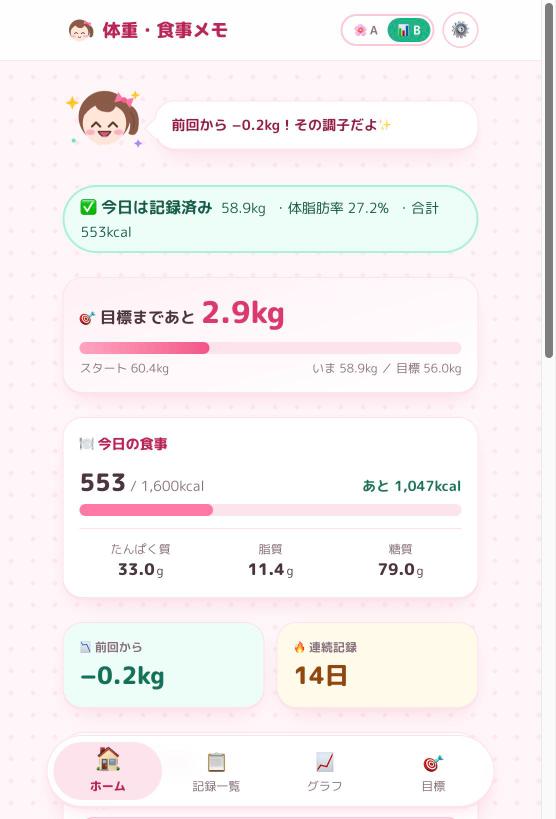 体重・食事メモ
A
B
前回から −0.2kg！その調子だよ
今日は記録済み 58.9kg ・体脂肪率 27.2% ・合計
553kcal
目標まであと 2.9kg
スタート 60.4kg
いま 58.9kg ／ 目標 56.0kg
今日の食事
553 / 1,600kcal
あと 1,047kcal
たんぱく質 脂質 糖質
33.0g 11.4g 79.0g
前回から
連続記録
−0.2kg
14日
ホーム 記録一覧 グラフ 目標